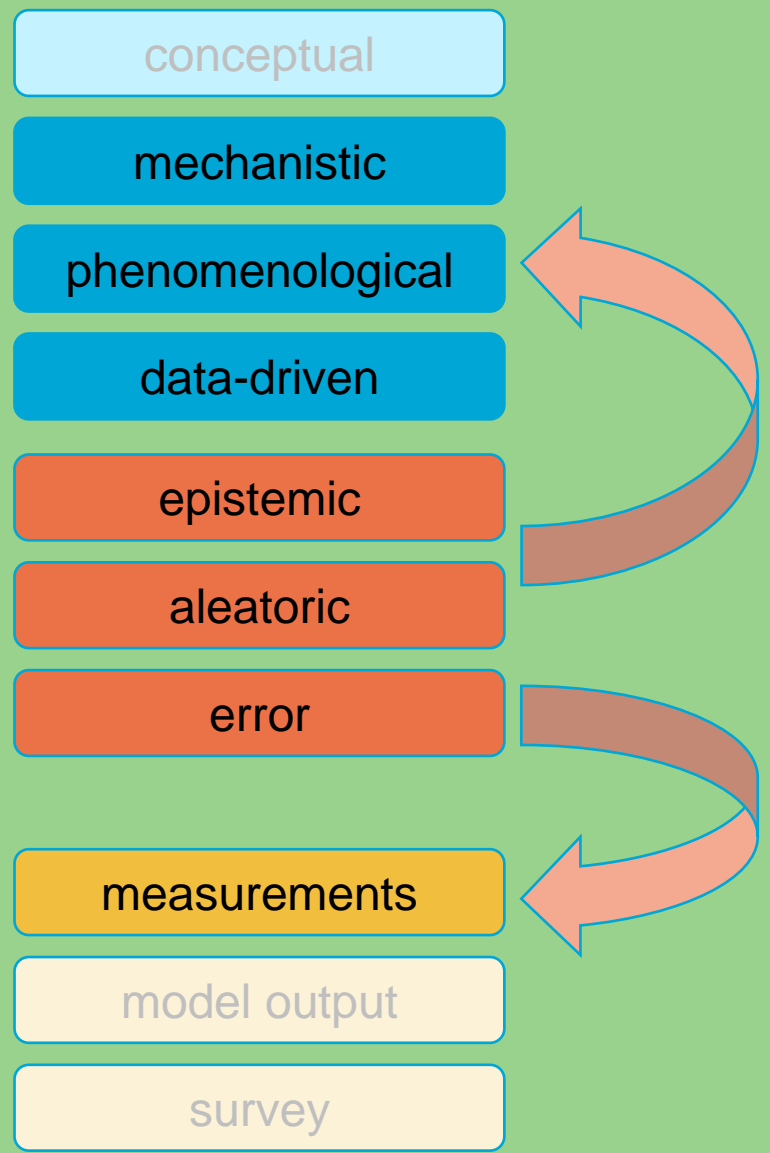 conceptual
mechanistic
phenomenological
data-driven
epistemic
aleatoric
error
measurements
model output
survey